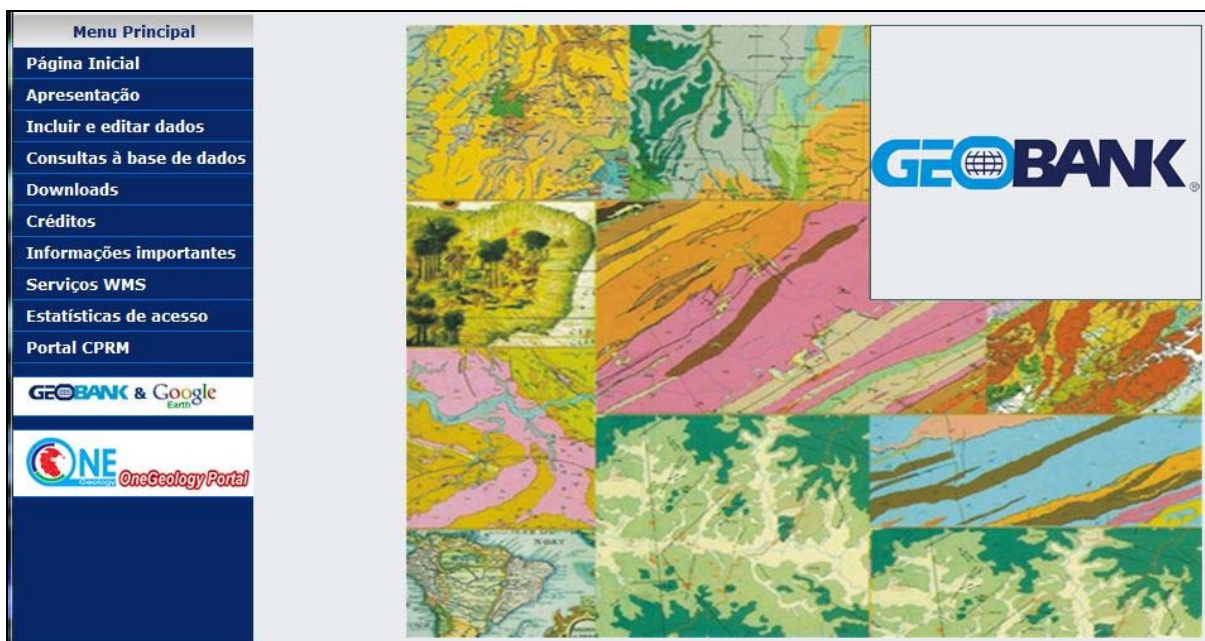 Menu Principal
Página Inicial
Apresentação
Incluir e editar dados
Consultas à base de dados
Downloads
Créditos
Informações importantes
Serviços WMS
Estatísticas de acesso
Portal CPRM
GEOBANK & Google
Earth
ONE
Geology OneGeology Portal
GEOBANK®